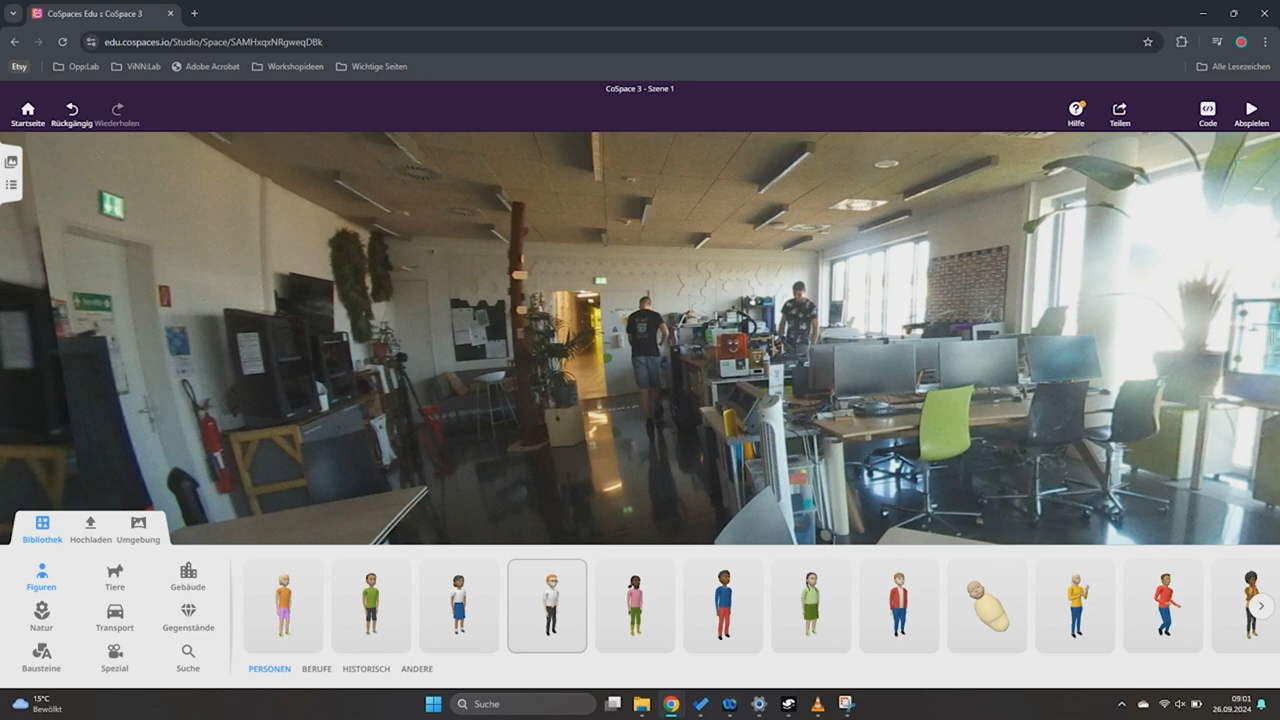 CoSpaces Edu :: CoSpace 3
edu.cospaces.io/Studio/Space/SAMHxqxNRgweqDBk
Etsy Opp:Lab ViNN:Lab Adobe Acrobat Workshopideen Wichtige Seiten Alle Lesezeichen
CoSpace 3 - Szene 1
Startseite Rückgängig Wiederholen Hilfe Teilen Code Abspielen
Bibliothek Hochladen Umgebung
Figuren Tiere Gebäude
Natur Transport Gegenstände
Bausteine Spezial Suche
PERSONEN BERUFE HISTORISCH ANDERE
15°C
Bewölkt
Suche
09:01
26.09.2024